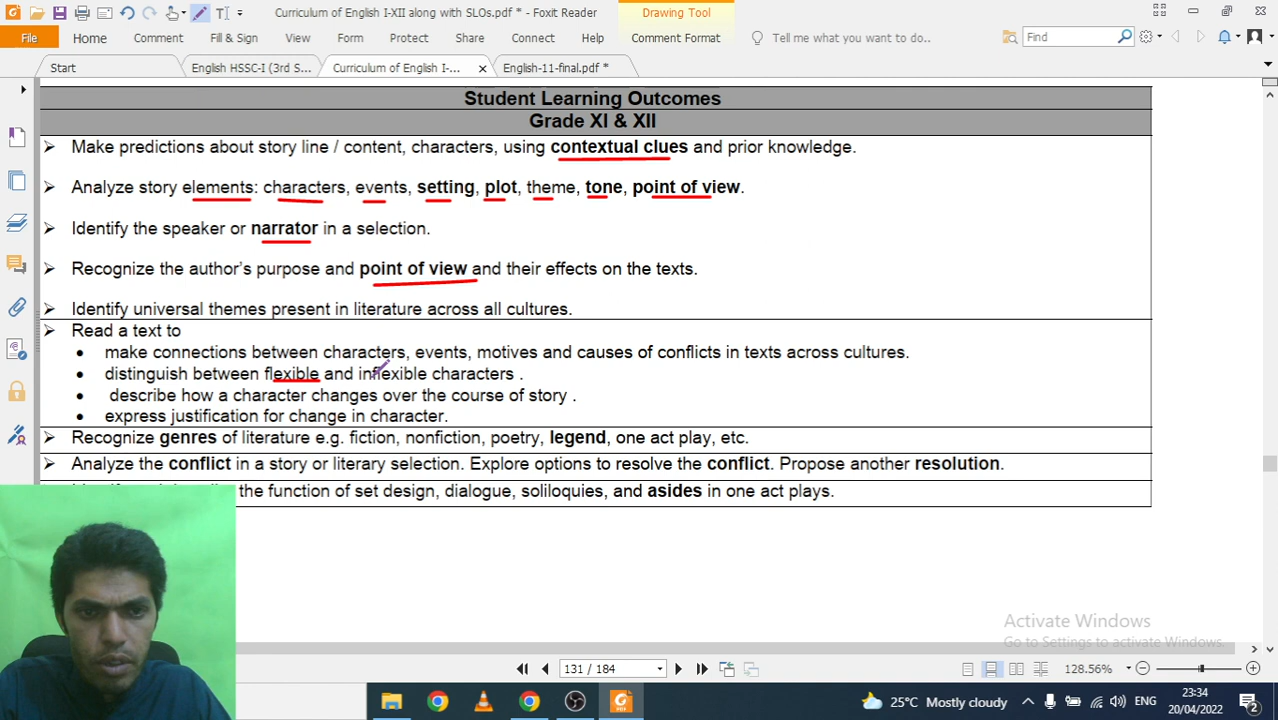 Curriculum of English I-XII along with SLOs.pdf * - Foxit Reader
Drawing Tool
File Home Comment Fill & Sign View Form Protect Share Connect Help Comment Format Tell me what you want to do.. Find
Start English HSSC-I (3rd S... Curriculum of English I-... English-11-final.pdf *
Student Learning Outcomes
Grade XI & XII
➢ Make predictions about story line / content, characters, using contextual clues and prior knowledge.
➢ Analyze story elements: characters, events, setting, plot, theme, tone, point of view.
➢ Identify the speaker or narrator in a selection.
➢ Recognize the author's purpose and point of view and their effects on the texts.
➢ Identify universal themes present in literature across all cultures.
➢ Read a text to
• make connections between characters, events, motives and causes of conflicts in texts across cultures.
• distinguish between flexible and inflexible characters .
• describe how a character changes over the course of story .
• express justification for change in character.
➢ Recognize genres of literature e.g. fiction, nonfiction, poetry, legend, one act play, etc.
➢ Analyze the conflict in a story or literary selection. Explore options to resolve the conflict. Propose another resolution.
the function of set design, dialogue, soliloquies, and asides in one act plays.
Activate Windows
Go to Settings to activate Windows.
131 / 184 128.56%
25°C Mostly cloudy ENG 23:34
20/04/2022 2